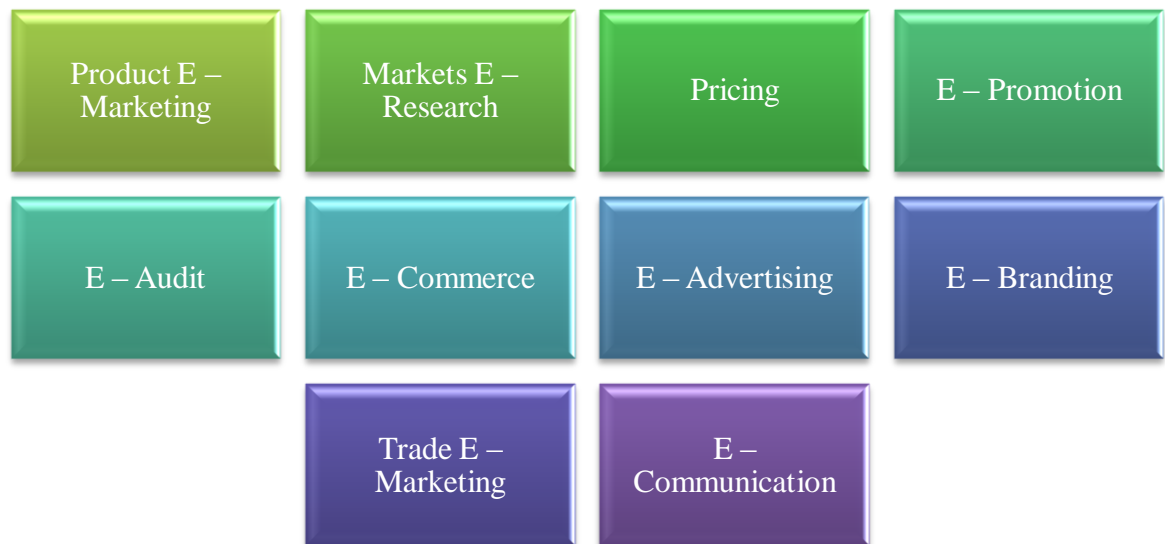 Product E –
Marketing
Markets E –
Research
Pricing
E – Promotion
E – Audit
E – Commerce
E – Advertising
E – Branding
Trade E –
Marketing
E –
Communication